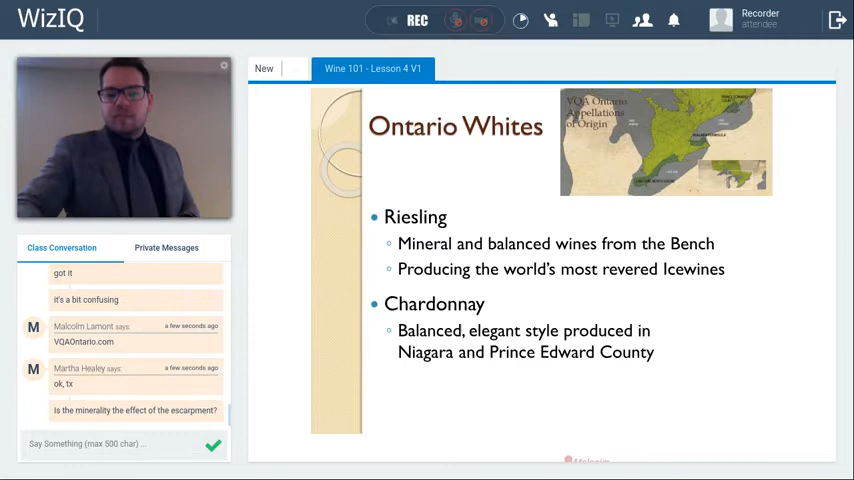 WizIQ
REC
Recorder
attendee
New
Wine 101 - Lesson 4 V1
VQA Ontario
Appellations
of Origin
Ontario Whites
Riesling
Mineral and balanced wines from the Bench
Producing the world's most revered Icewines
Chardonnay
Balanced, elegant style produced in
Niagara and Prince Edward County
Class Conversation
Private Messages
got it
it's a bit confusing
M
Malcolm Lamont says:
a few seconds ago
VQAOntario.com
M
Martha Healey says:
a few seconds ago
ok, tx
Is the minerality the effect of the escarpment?
Say Something (max 500 char) ...
Malcolm